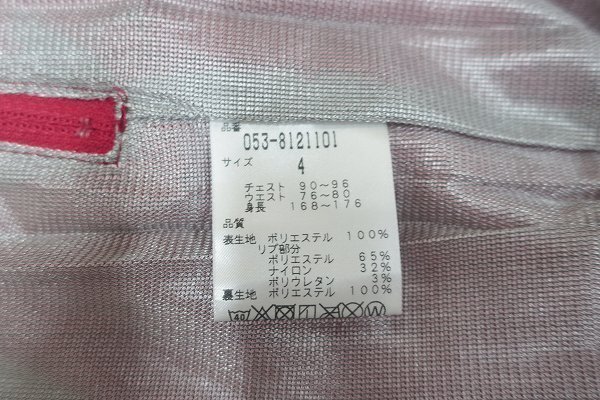 品番
053-8121101
サイズ
4
チェスト 90～96
ウエスト 76～80
身長 168～176
品質
表生地 ポリエステル 100%
リブ部分
ポリエステル 65%
ナイロン 32%
ポリウレタン 3%
裏生地 ポリエステル 100%
40 W